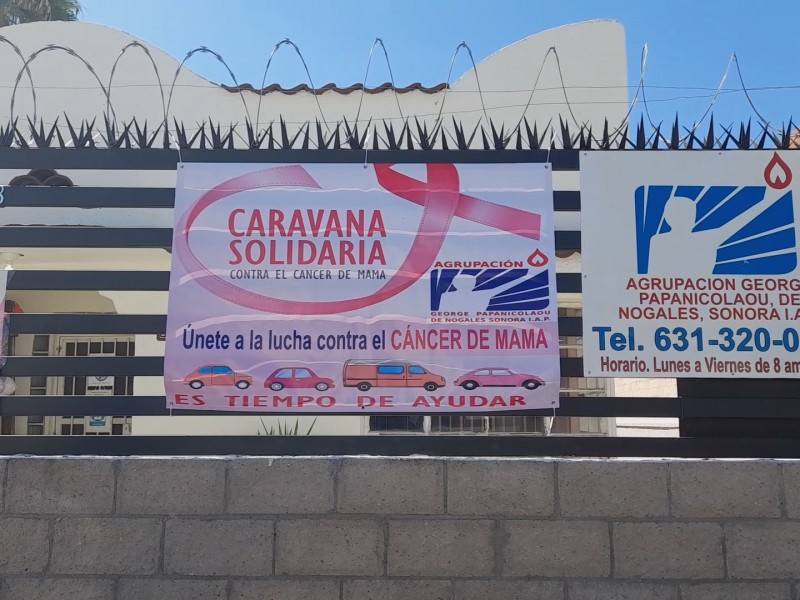 CARAVANA
SOLIDARIA
CONTRA EL CANCER DE MAMA
AGRUPACIÓN
GEORGE PAPANICOLAOU
DE NOGALES SONORA I.A.P.
Únete a la lucha contra el CÁNCER DE MAMA
ES TIEMPO DE AYUDAR
AGRUPACION GEORG
PAPANICOLAOU, DE
NOGALES, SONORA I.A.
Tel. 631-320-0
Horario. Lunes a Viernes de 8 am